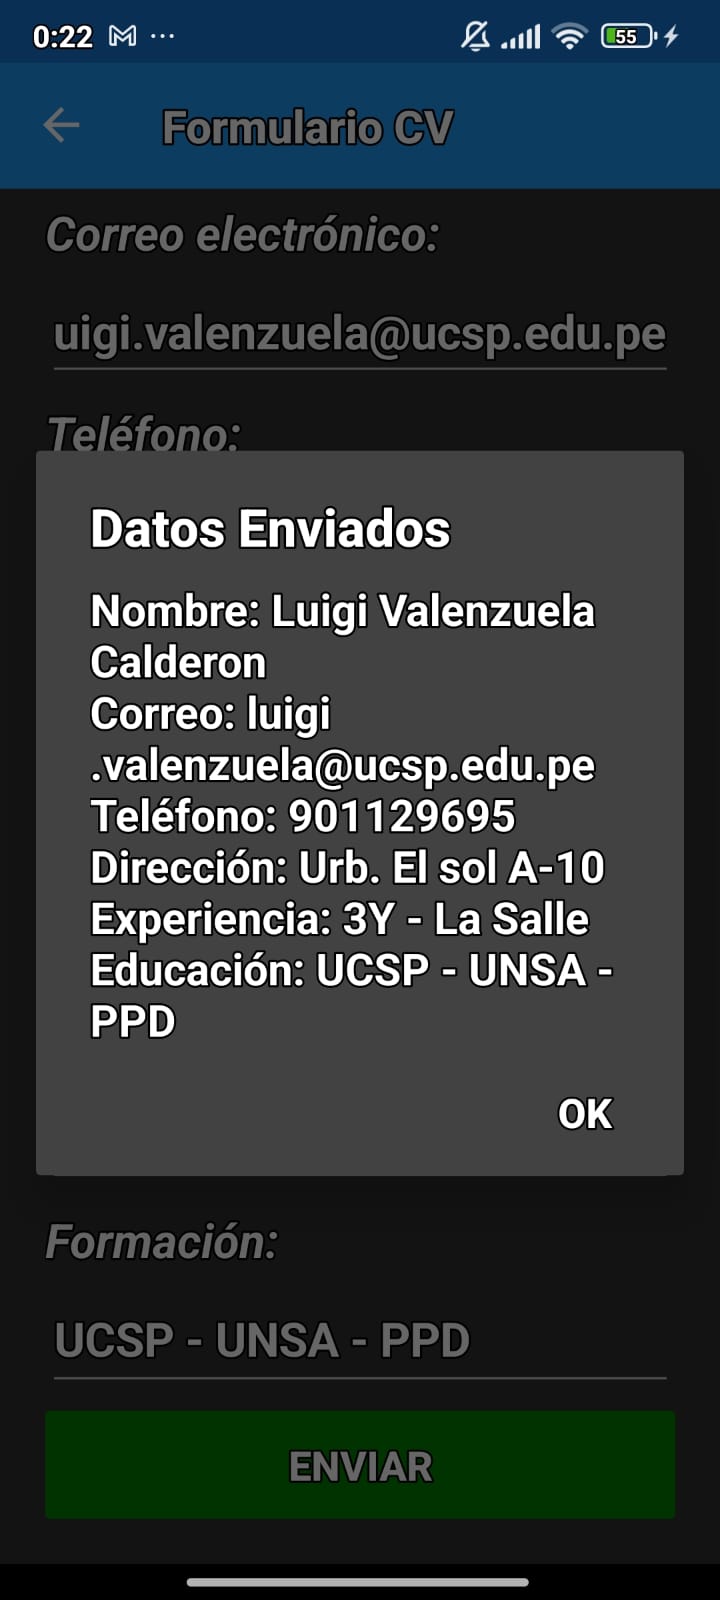 0:22
55
Formulario CV
Correo electrónico:
uigi.valenzuela@ucsp.edu.pe
Teléfono:
Datos Enviados
Nombre: Luigi Valenzuela
Calderon
Correo: luigi
.valenzuela@ucsp.edu.pe
Teléfono: 901129695
Dirección: Urb. El sol A-10
Experiencia: 3Y - La Salle
Educación: UCSP - UNSA -
PPD
OK
Formación:
UCSP - UNSA - PPD
ENVIAR